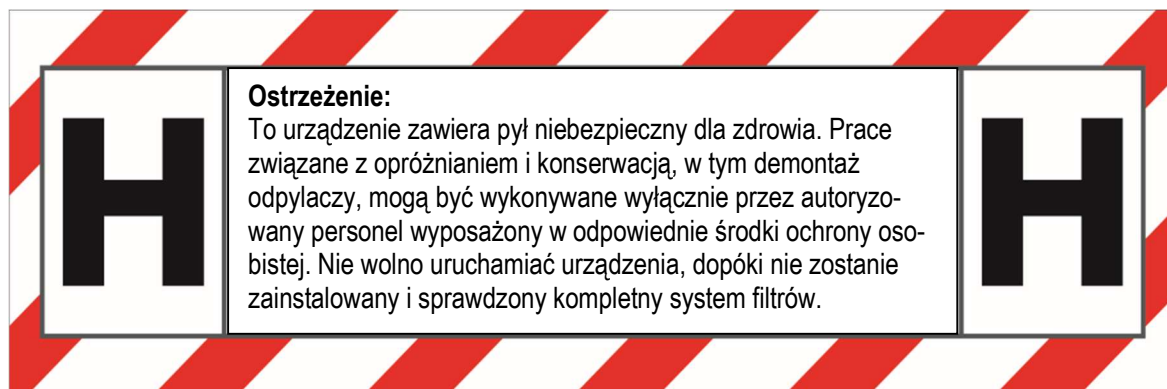 H
Ostrzeżenie:
To urządzenie zawiera pył niebezpieczny dla zdrowia. Prace
związane z opróżnianiem i konserwacją, w tym demontaż
odpylaczy, mogą być wykonywane wyłącznie przez autoryzo-
wany personel wyposażony w odpowiednie środki ochrony oso-
bistej. Nie wolno uruchamiać urządzenia, dopóki nie zostanie
zainstalowany i sprawdzony kompletny system filtrów.
H